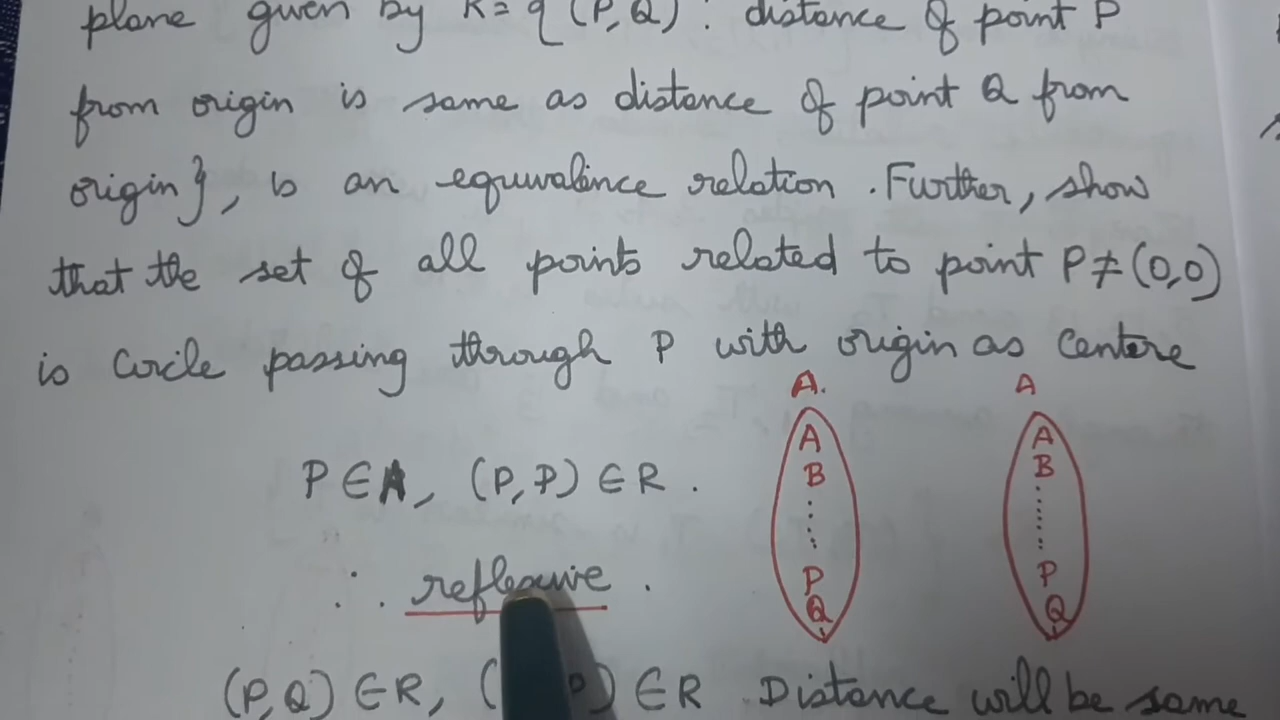 plane given by R = { (P, Q) : distance of point P
from origin is same as distance of point Q from
origin}, is an equivalence relation. Further, show
that the set of all points related to point P ≠ (0,0)
is Circle passing through P with origin as Centre
A. A
P ∈ A, (P, P) ∈ R.
A A
B B
P P
Q Q
∴ reflexive.
(P, Q) ∈ R, ( P) ∈ R Distance will be same